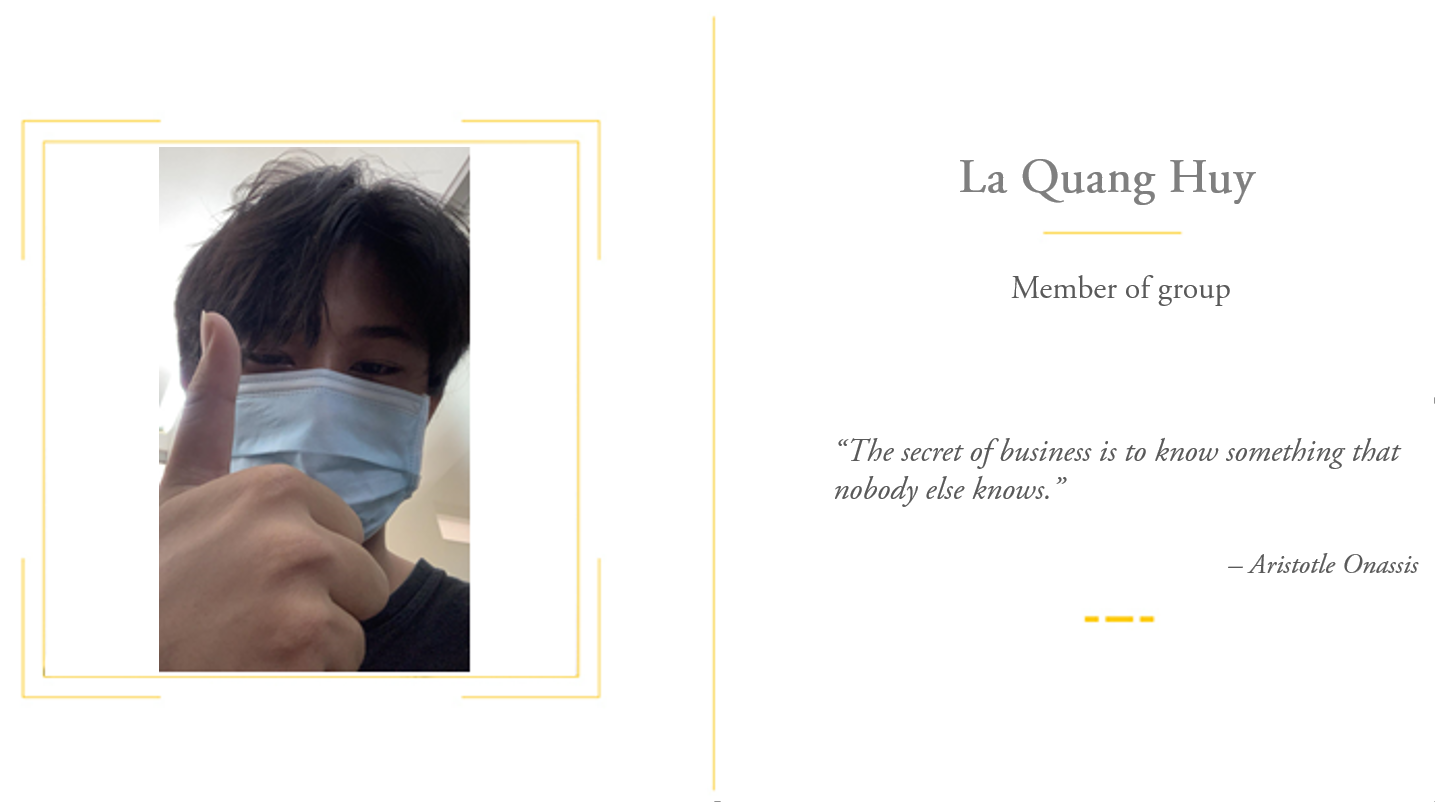 La Quang Huy
Member of group
“The secret of business is to know something that
nobody else knows.”
– Aristotle Onassis